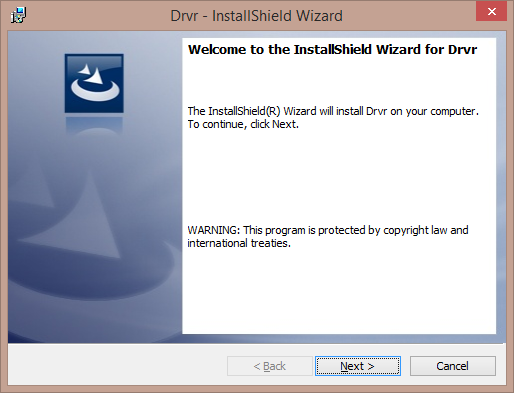 Drvr - InstallShield Wizard
Welcome to the InstallShield Wizard for Drvr
The InstallShield(R) Wizard will install Drvr on your computer.
To continue, click Next.
WARNING: This program is protected by copyright law and
international treaties.
< Back Next > Cancel